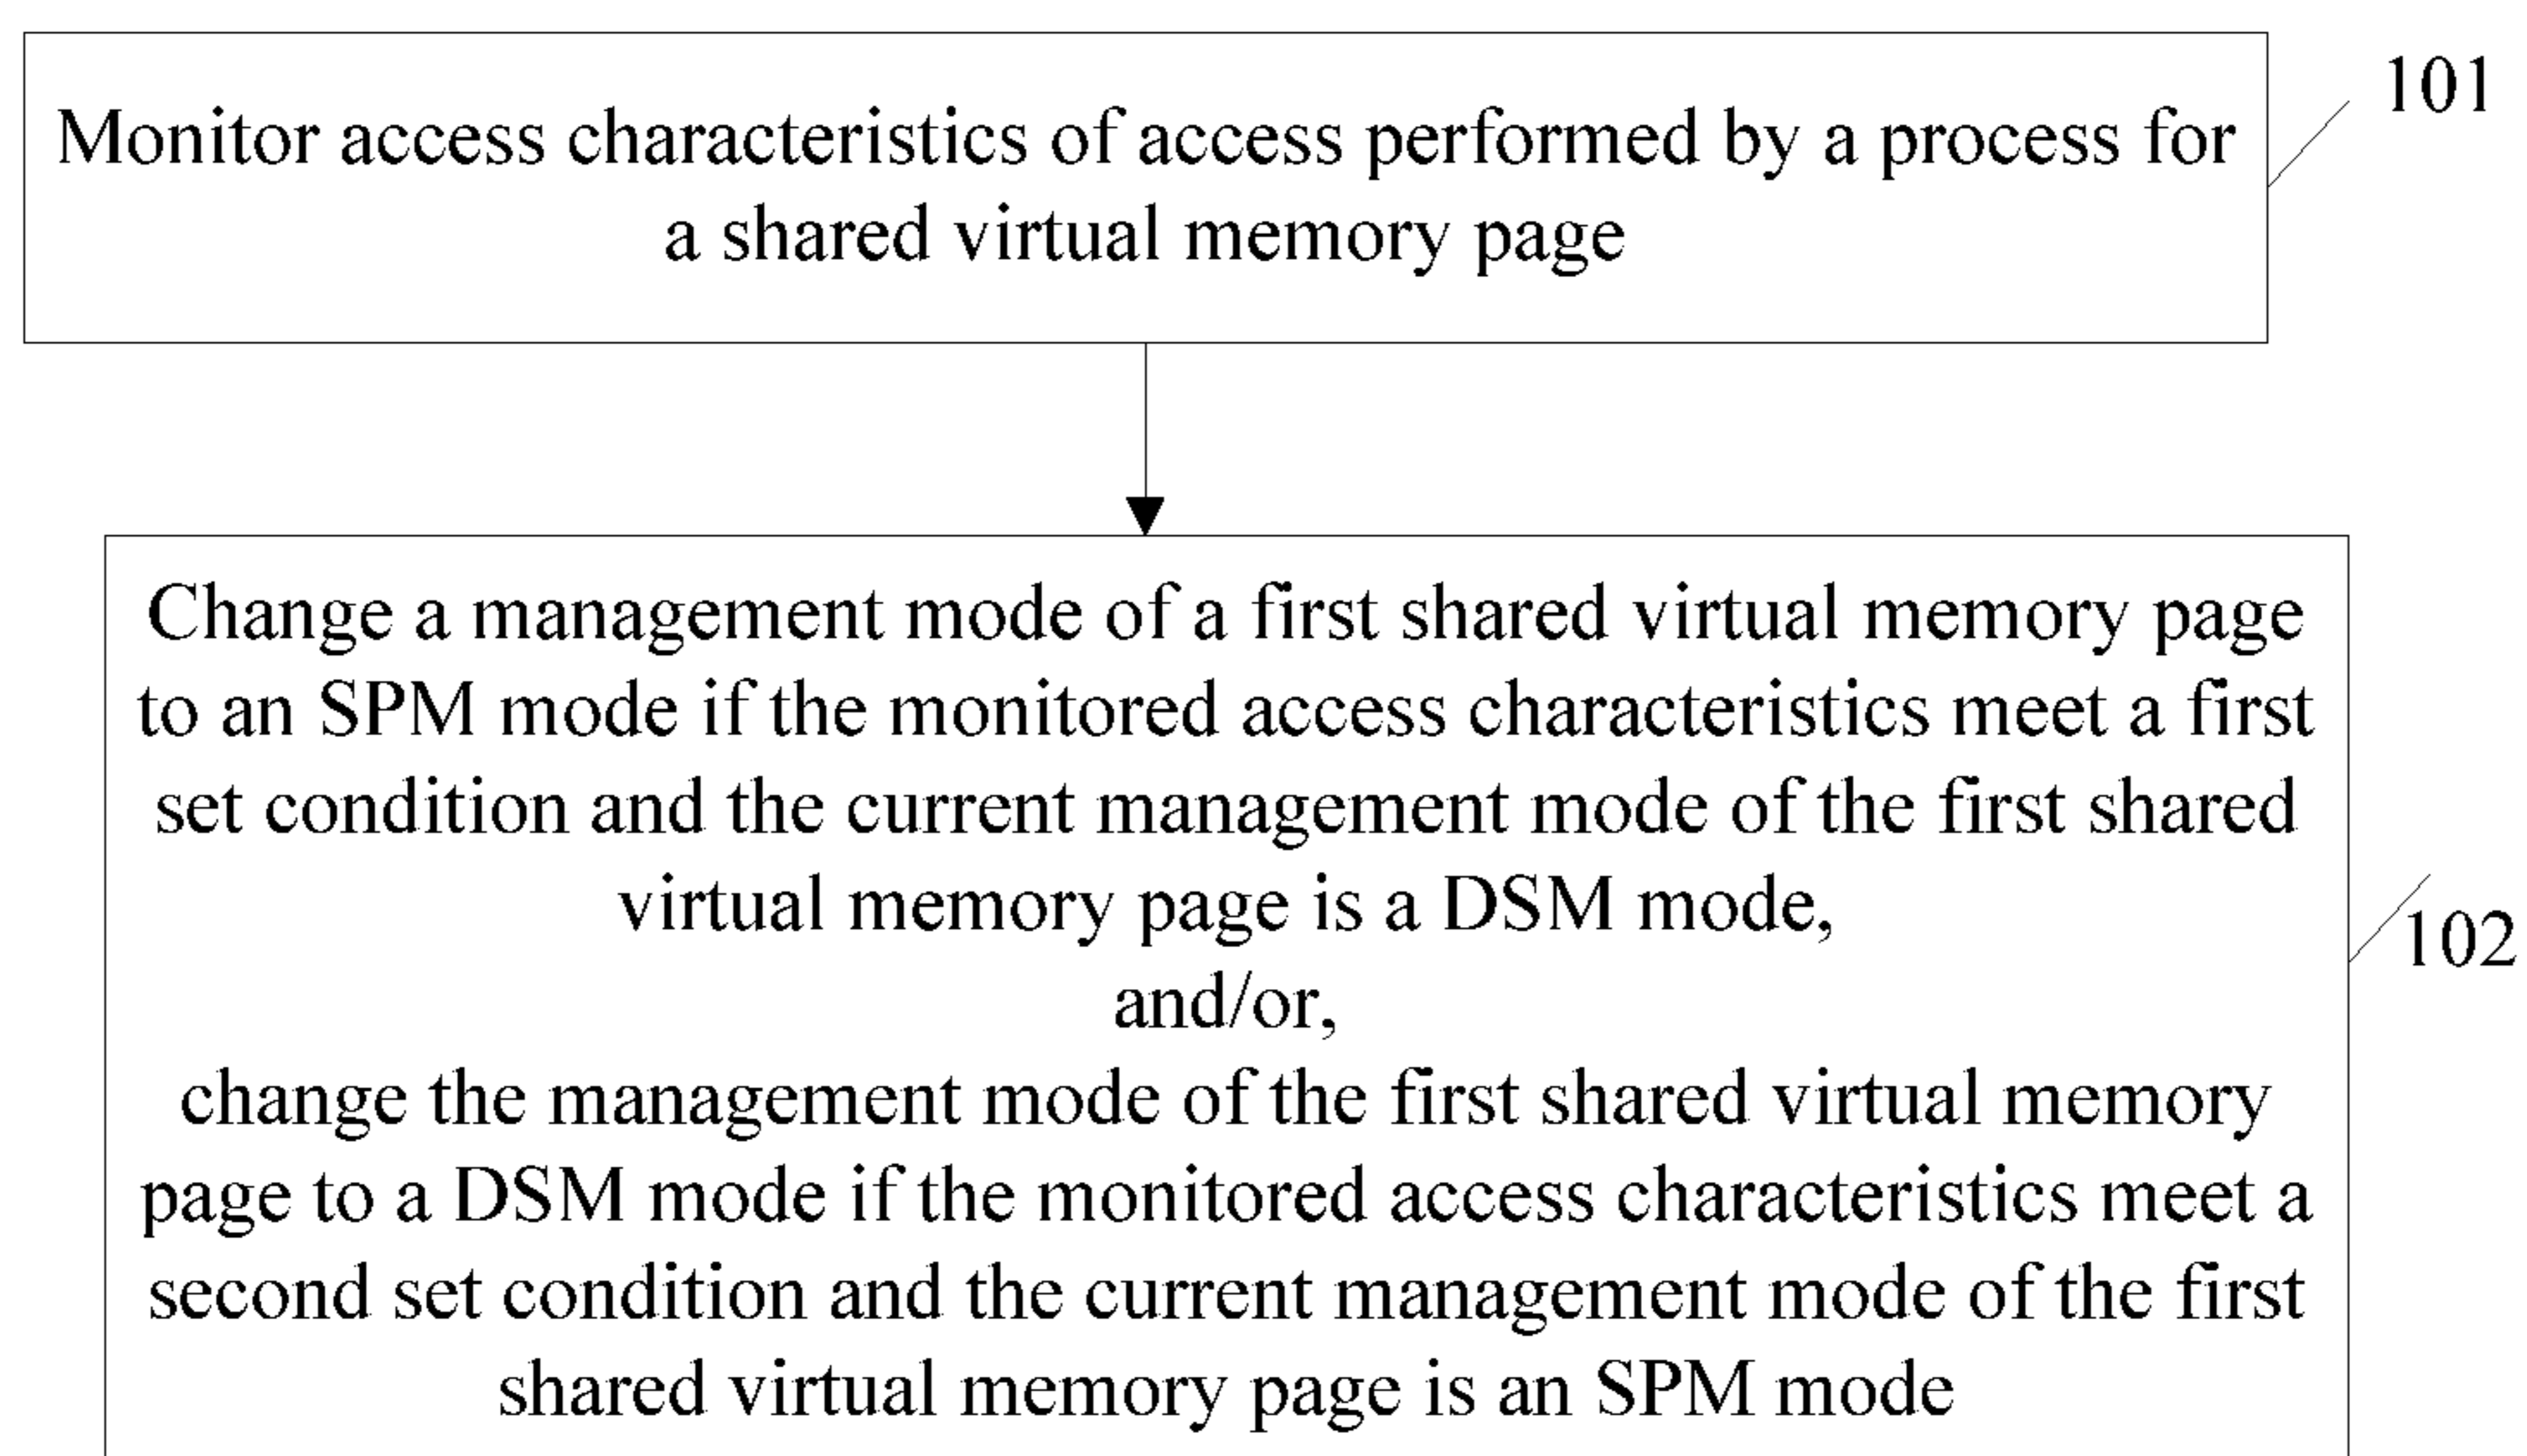 Monitor access characteristics of access performed by a process for
a shared virtual memory page
101
Change a management mode of a first shared virtual memory page
to an SPM mode if the monitored access characteristics meet a first
set condition and the current management mode of the first shared
virtual memory page is a DSM mode,
and/or,
change the management mode of the first shared virtual memory
page to a DSM mode if the monitored access characteristics meet a
second set condition and the current management mode of the first
shared virtual memory page is an SPM mode
102